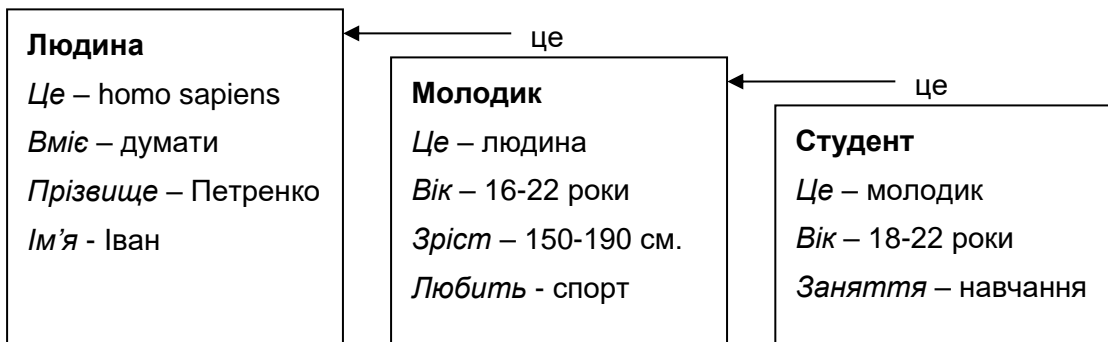 це
Людина
Це – homo sapiens
Вміє – думати
Прізвище – Петренко
Ім’я - Іван
це
Молодик
Це – людина
Вік – 16-22 роки
Зріст – 150-190 см.
Любить - спорт
Студент
Це – молодик
Вік – 18-22 роки
Заняття – навчання